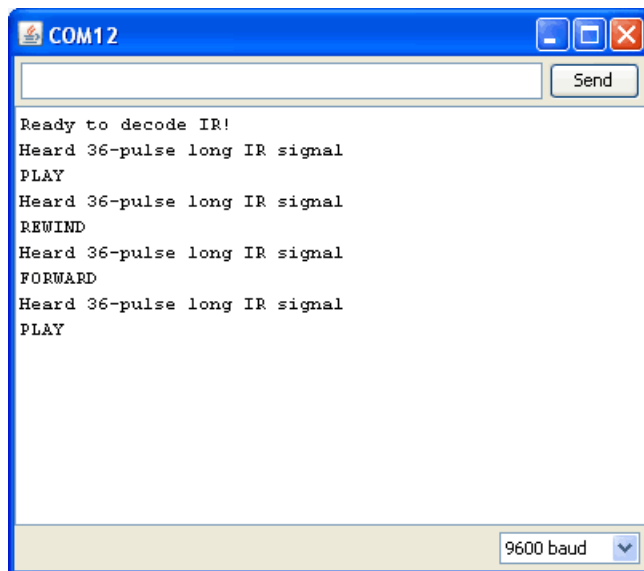 COM12
Send
Ready to decode IR!
Heard 36-pulse long IR signal
PLAY
Heard 36-pulse long IR signal
REWIND
Heard 36-pulse long IR signal
FORWARD
Heard 36-pulse long IR signal
PLAY
9600 baud